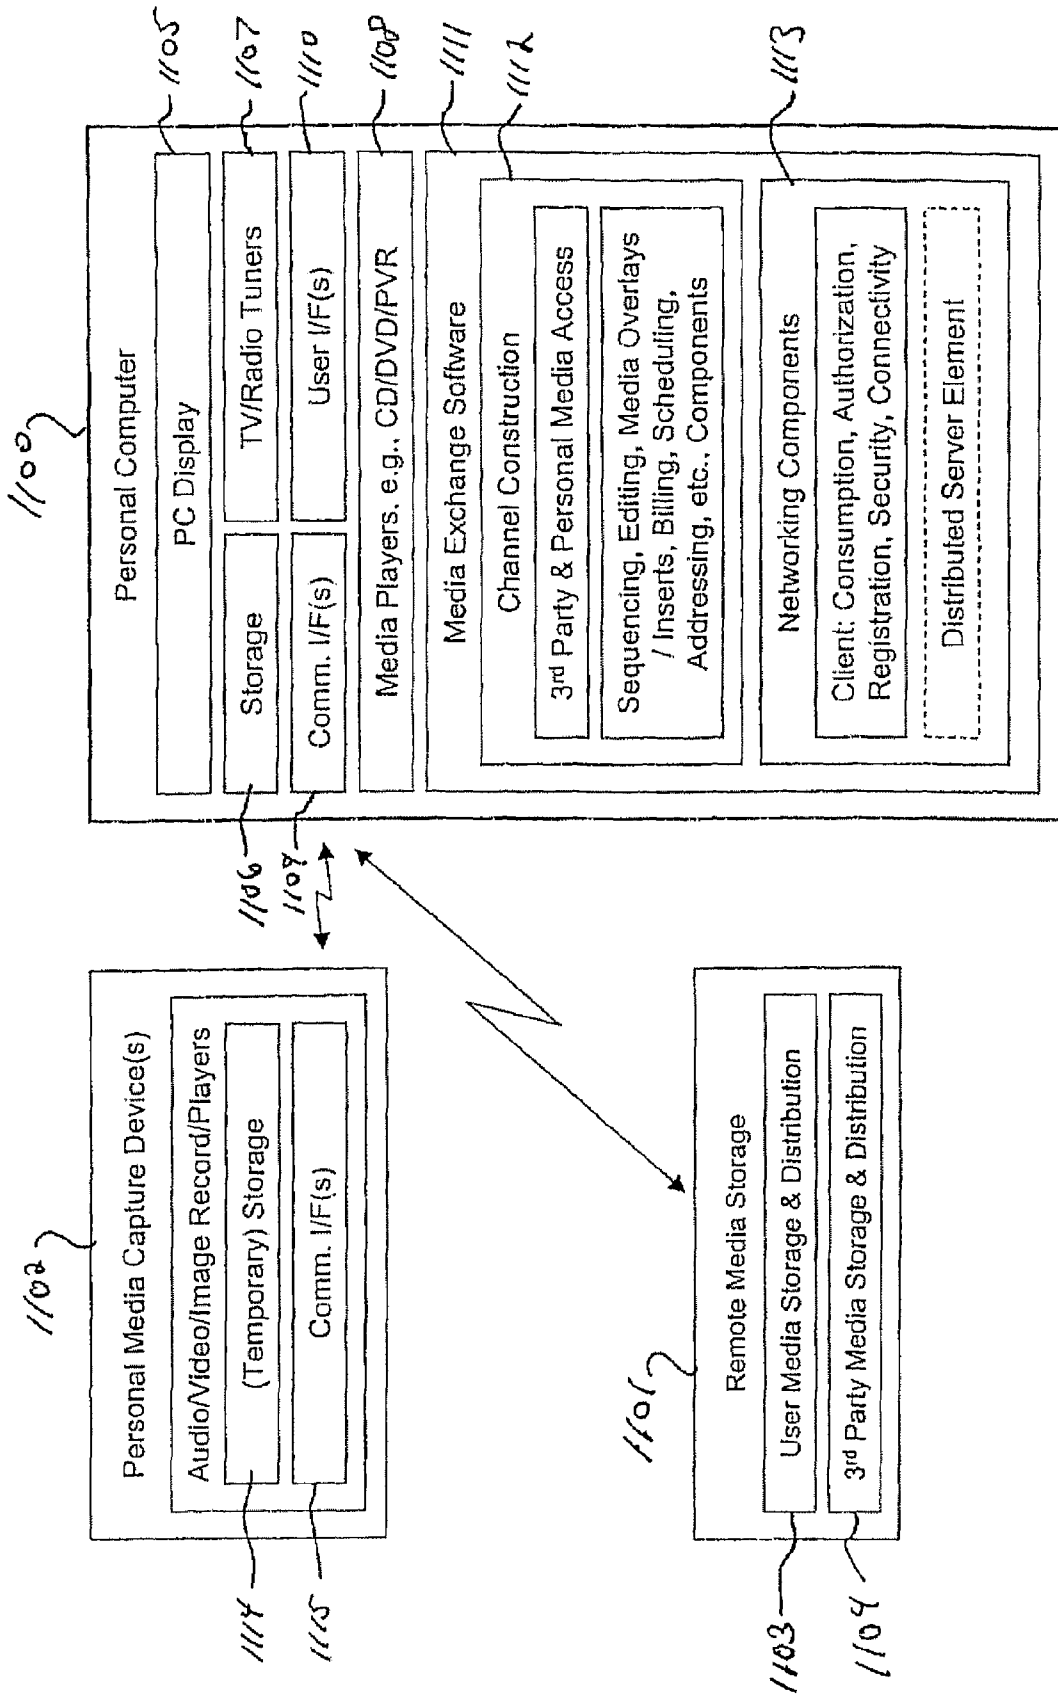 1102
Personal Media Capture Device(s)
Audio/Video/Image Record/Players
1114
(Temporary) Storage
1115
Comm. I/F(s)
1101
Remote Media Storage
1103
User Media Storage & Distribution
1104
3rd Party Media Storage & Distribution
1100
Personal Computer
PC Display
1105
1106
Storage
TV/Radio Tuners
1107
1109
Comm. I/F(s)
User I/F(s)
1110
Media Players. e.g., CD/DVD/PVR
1108
Media Exchange Software
1111
Channel Construction
1112
3rd Party & Personal Media Access
Sequencing, Editing, Media Overlays
/ Inserts, Billing, Scheduling,
Addressing, etc., Components
Networking Components
1113
Client: Consumption, Authorization,
Registration, Security, Connectivity
Distributed Server Element